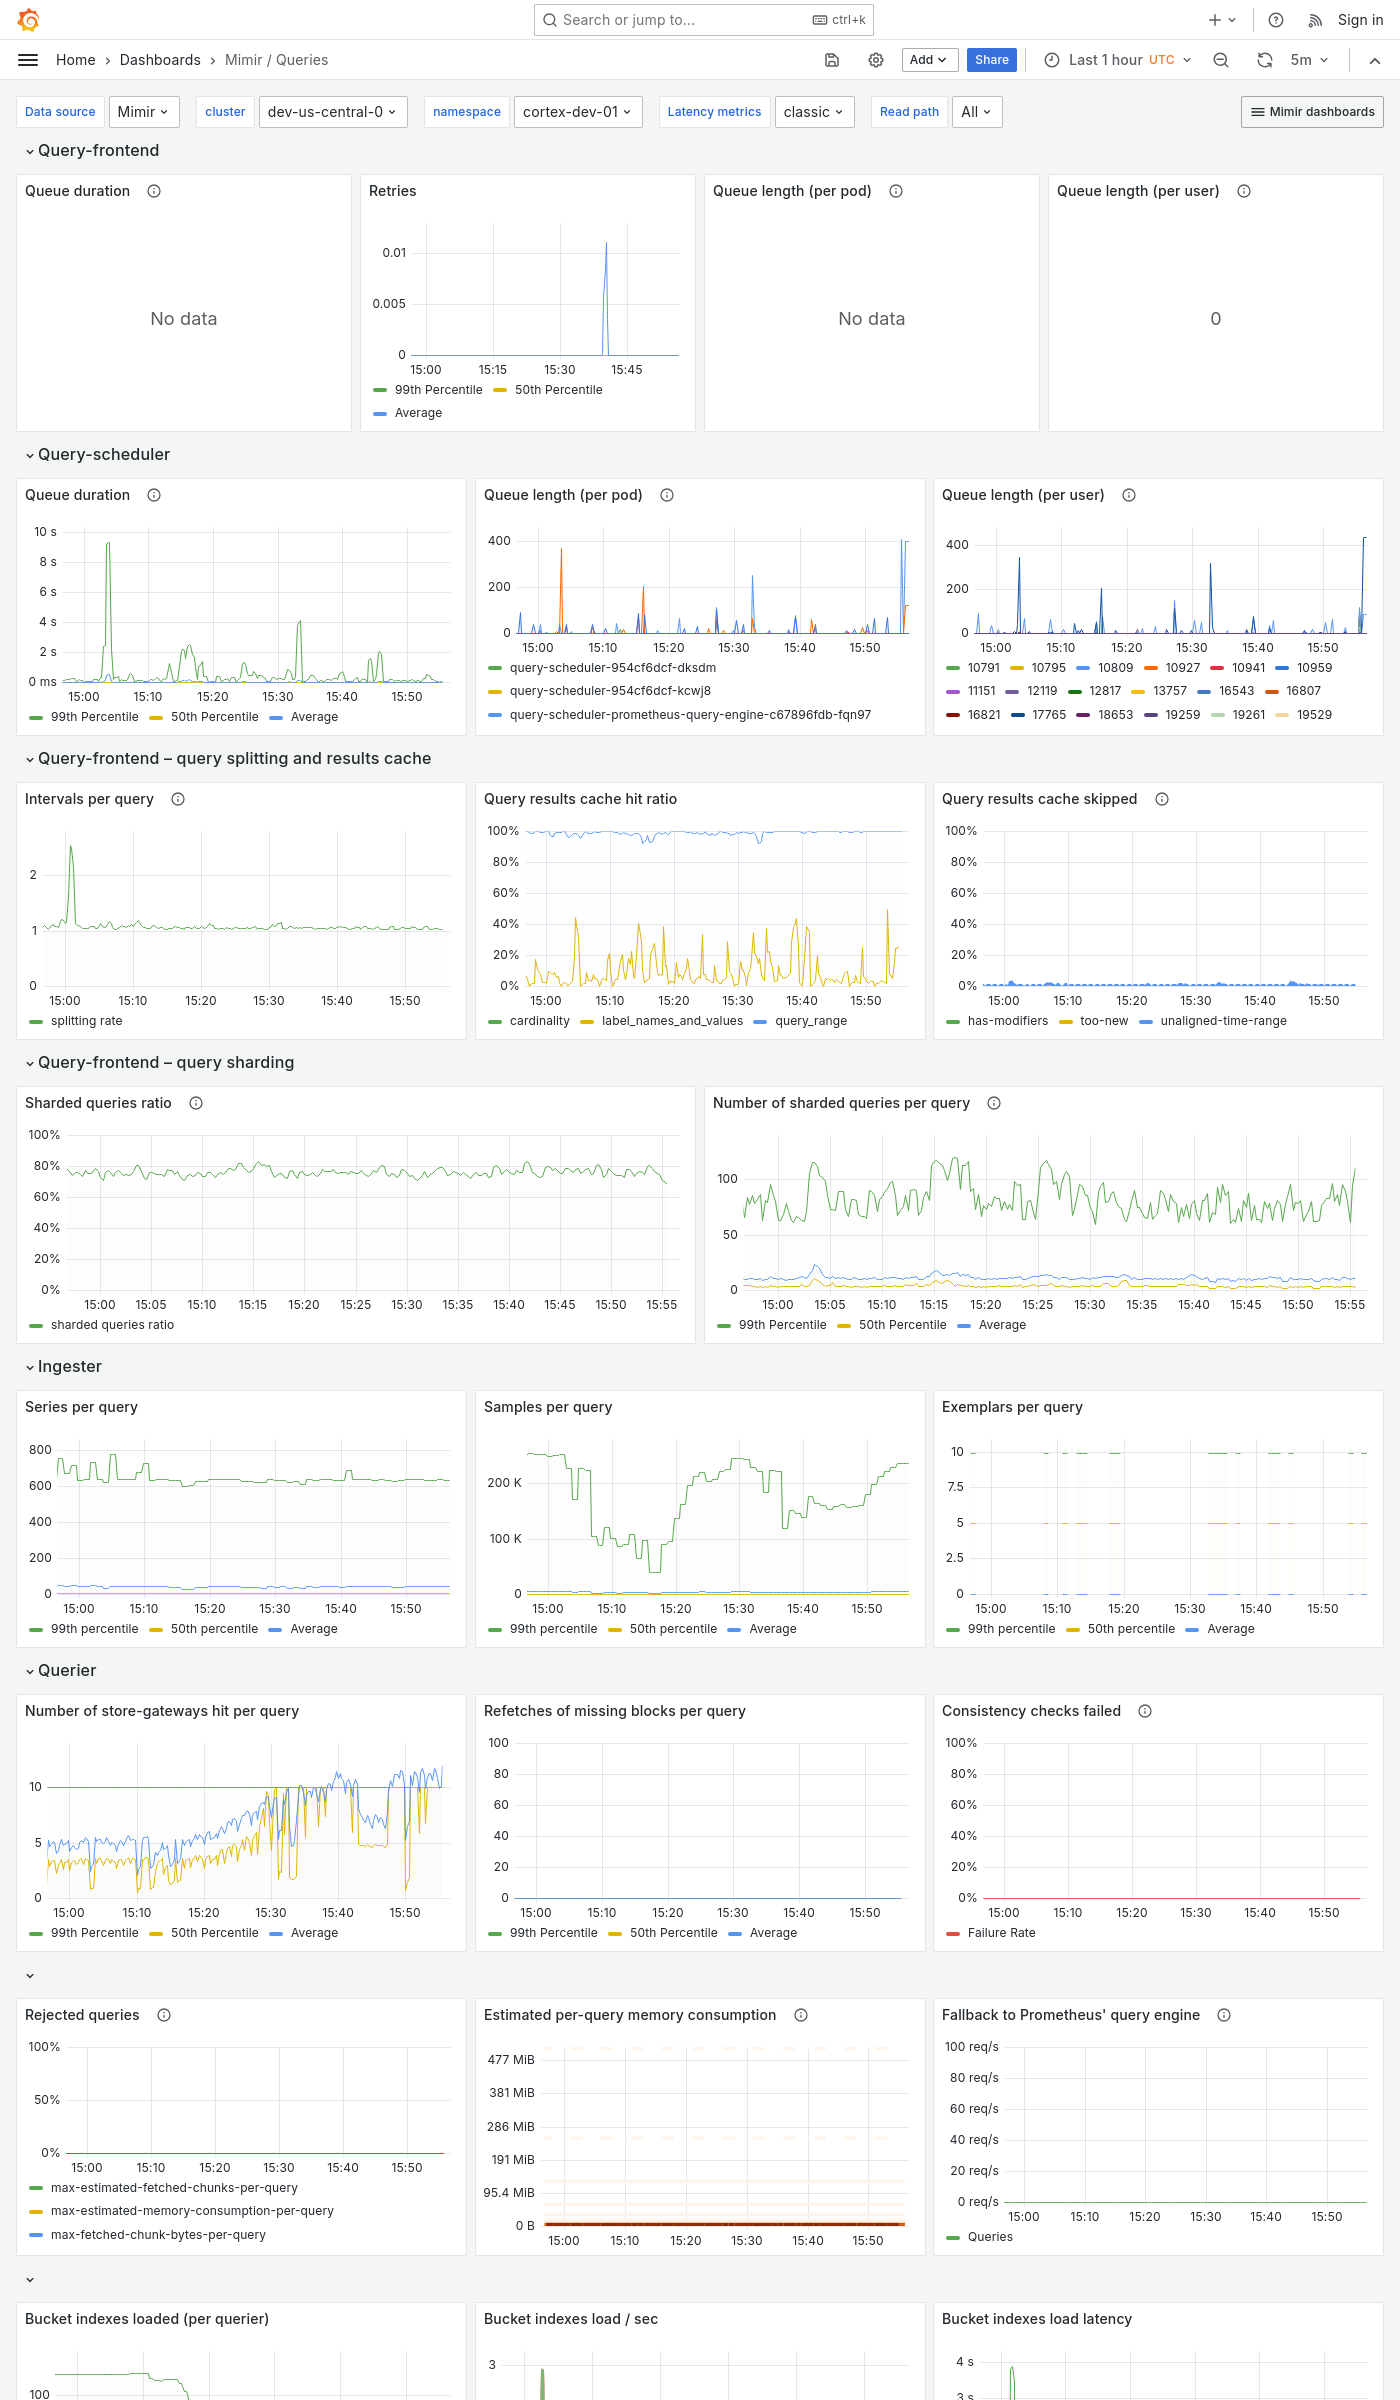 Search or jump to...
ctrl+k
Sign in
Home › Dashboards › Mimir / Queries
Add
Share
Last 1 hour UTC
5m
Data source Mimir
cluster dev-us-central-0
namespace cortex-dev-01
Latency metrics classic
Read path All
Mimir dashboards
Query-frontend
Queue duration
No data
Retries
0.01
0.005
0
15:00 15:15 15:30 15:45
99th Percentile 50th Percentile
Average
Queue length (per pod)
No data
Queue length (per user)
0
Query-scheduler
Queue duration
10 s
8 s
6 s
4 s
2 s
0 ms
15:00 15:10 15:20 15:30 15:40 15:50
99th Percentile 50th Percentile Average
Queue length (per pod)
400
200
0
15:00 15:10 15:20 15:30 15:40 15:50
query-scheduler-954cf6dcf-dksdm
query-scheduler-954cf6dcf-kcwj8
query-scheduler-prometheus-query-engine-c67896fdb-fqn97
Queue length (per user)
400
200
0
15:00 15:10 15:20 15:30 15:40 15:50
10791 10795 10809 10927 10941 10959
11151 12119 12817 13757 16543 16807
16821 17765 18653 19259 19261 19529
Query-frontend – query splitting and results cache
Intervals per query
2
1
0
15:00 15:10 15:20 15:30 15:40 15:50
splitting rate
Query results cache hit ratio
100%
80%
60%
40%
20%
0%
15:00 15:10 15:20 15:30 15:40 15:50
cardinality label_names_and_values query_range
Query results cache skipped
100%
80%
60%
40%
20%
0%
15:00 15:10 15:20 15:30 15:40 15:50
has-modifiers too-new unaligned-time-range
Query-frontend – query sharding
Sharded queries ratio
100%
80%
60%
40%
20%
0%
15:00 15:05 15:10 15:15 15:20 15:25 15:30 15:35 15:40 15:45 15:50 15:55
sharded queries ratio
Number of sharded queries per query
100
50
0
15:00 15:05 15:10 15:15 15:20 15:25 15:30 15:35 15:40 15:45 15:50 15:55
99th Percentile 50th Percentile Average
Ingester
Series per query
800
600
400
200
0
15:00 15:10 15:20 15:30 15:40 15:50
99th percentile 50th percentile Average
Samples per query
200 K
100 K
0
15:00 15:10 15:20 15:30 15:40 15:50
99th percentile 50th percentile Average
Exemplars per query
10
7.5
5
2.5
0
15:00 15:10 15:20 15:30 15:40 15:50
99th percentile 50th percentile Average
Querier
Number of store-gateways hit per query
10
5
0
15:00 15:10 15:20 15:30 15:40 15:50
99th Percentile 50th Percentile Average
Refetches of missing blocks per query
100
80
60
40
20
0
15:00 15:10 15:20 15:30 15:40 15:50
99th Percentile 50th Percentile Average
Consistency checks failed
100%
80%
60%
40%
20%
0%
15:00 15:10 15:20 15:30 15:40 15:50
Failure Rate
Rejected queries
100%
50%
0%
15:00 15:10 15:20 15:30 15:40 15:50
max-estimated-fetched-chunks-per-query
max-estimated-memory-consumption-per-query
max-fetched-chunk-bytes-per-query
Estimated per-query memory consumption
477 MiB
381 MiB
286 MiB
191 MiB
95.4 MiB
0 B
15:00 15:10 15:20 15:30 15:40 15:50
Fallback to Prometheus' query engine
100 req/s
80 req/s
60 req/s
40 req/s
20 req/s
0 req/s
15:00 15:10 15:20 15:30 15:40 15:50
Queries
Bucket indexes loaded (per querier)
100
Bucket indexes load / sec
3
Bucket indexes load latency
4 s
3 s